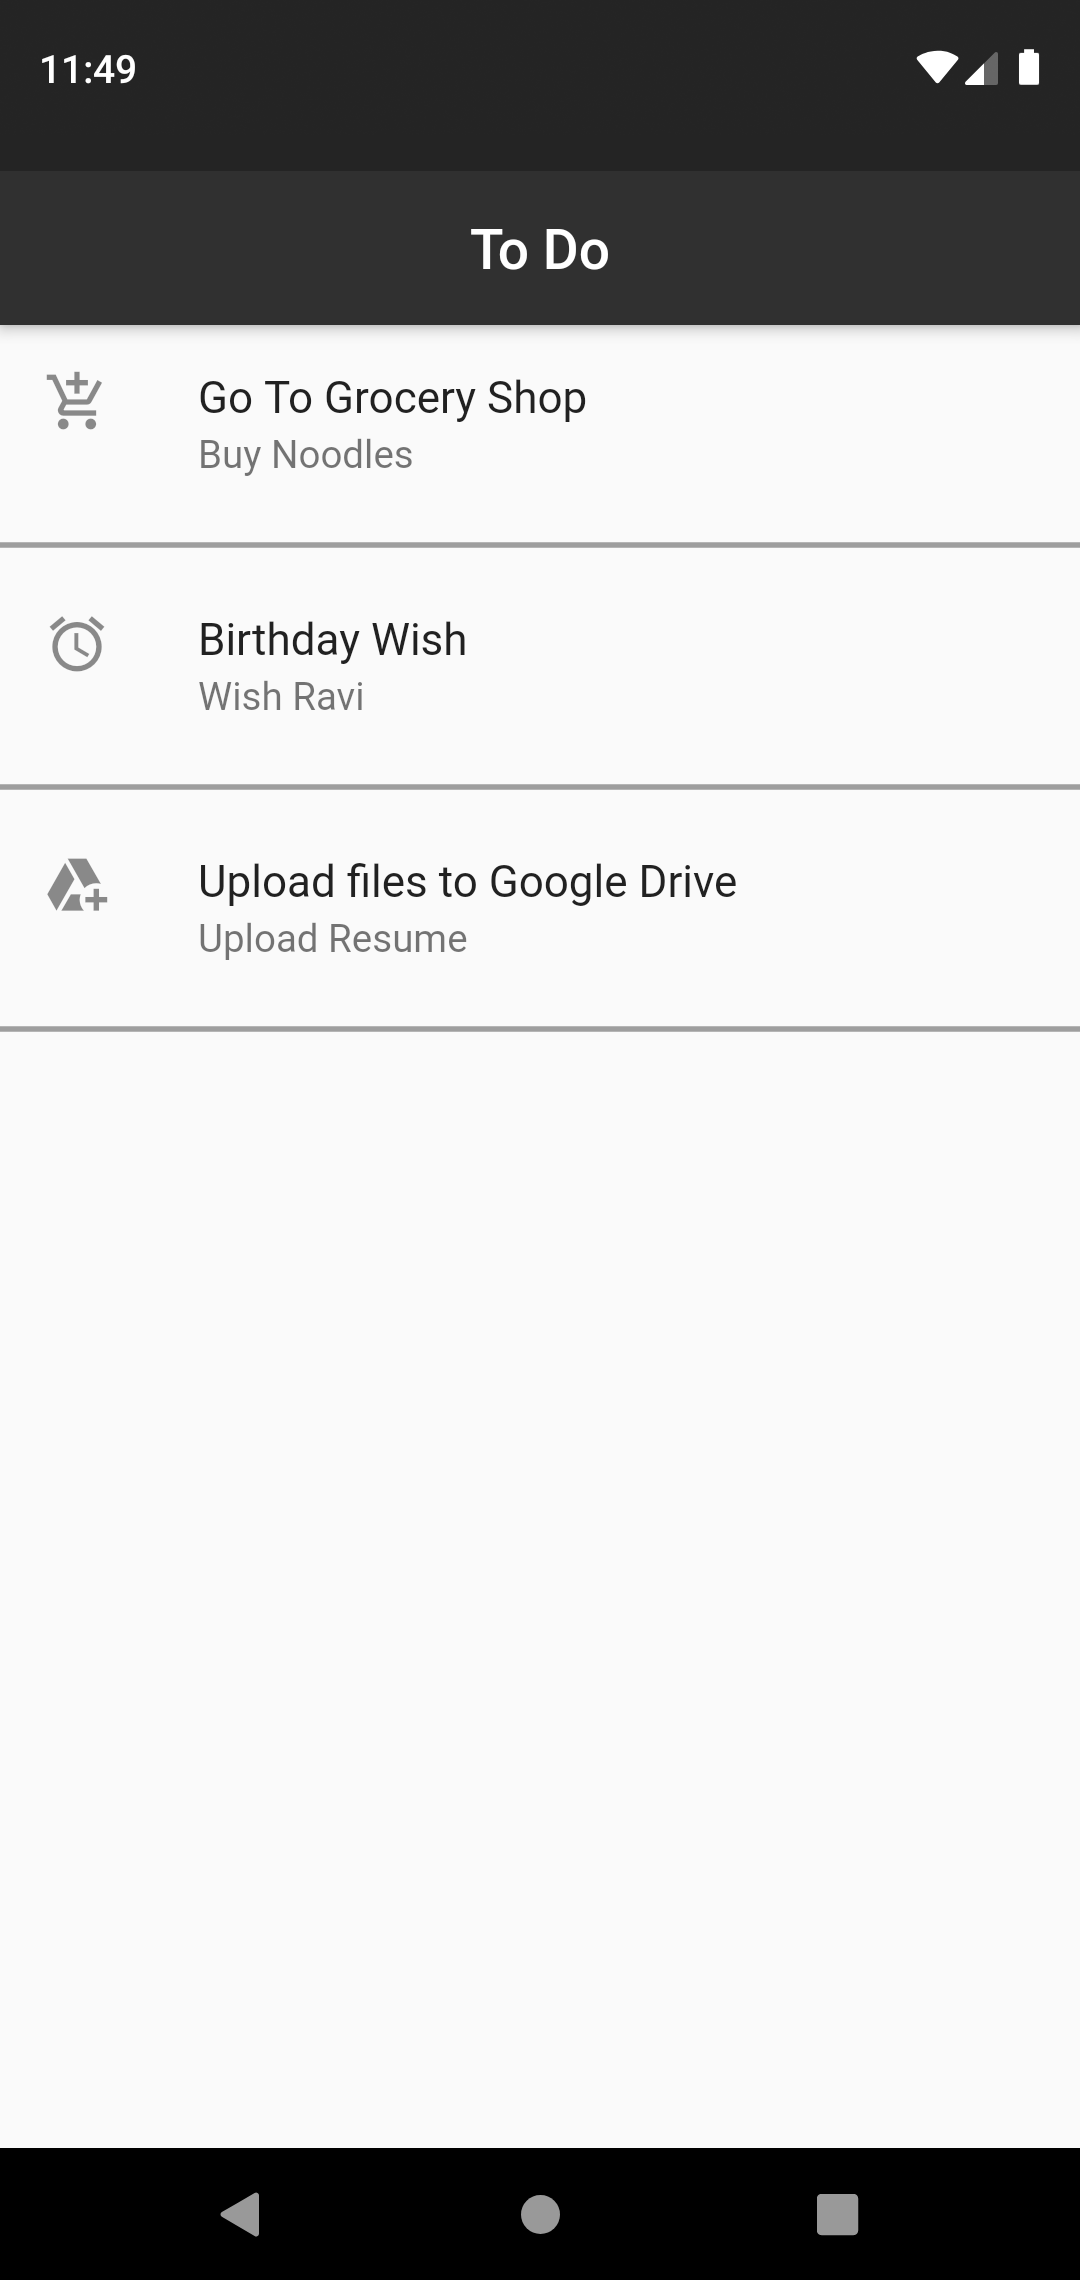 11:49
To Do
Go To Grocery Shop
Buy Noodles
Birthday Wish
Wish Ravi
Upload files to Google Drive
Upload Resume